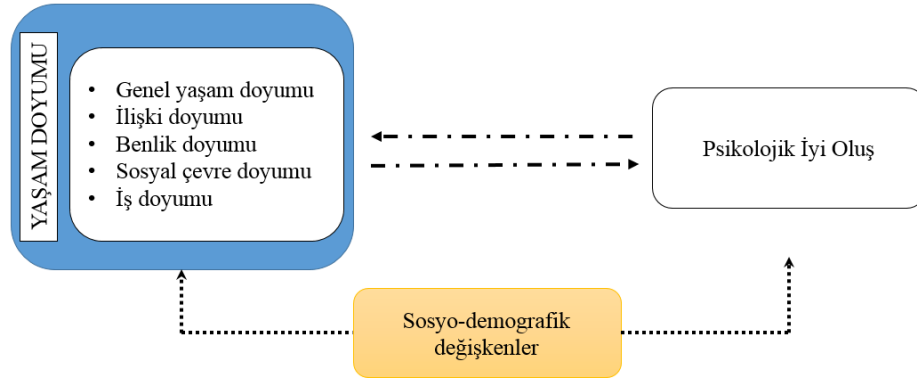 YAŞAM DOYUMU
• Genel yaşam doyumu
• İlişki doyumu
• Benlik doyumu
• Sosyal çevre doyumu
• İş doyumu
Psikolojik İyi Oluş
Sosyo-demografik
değişkenler